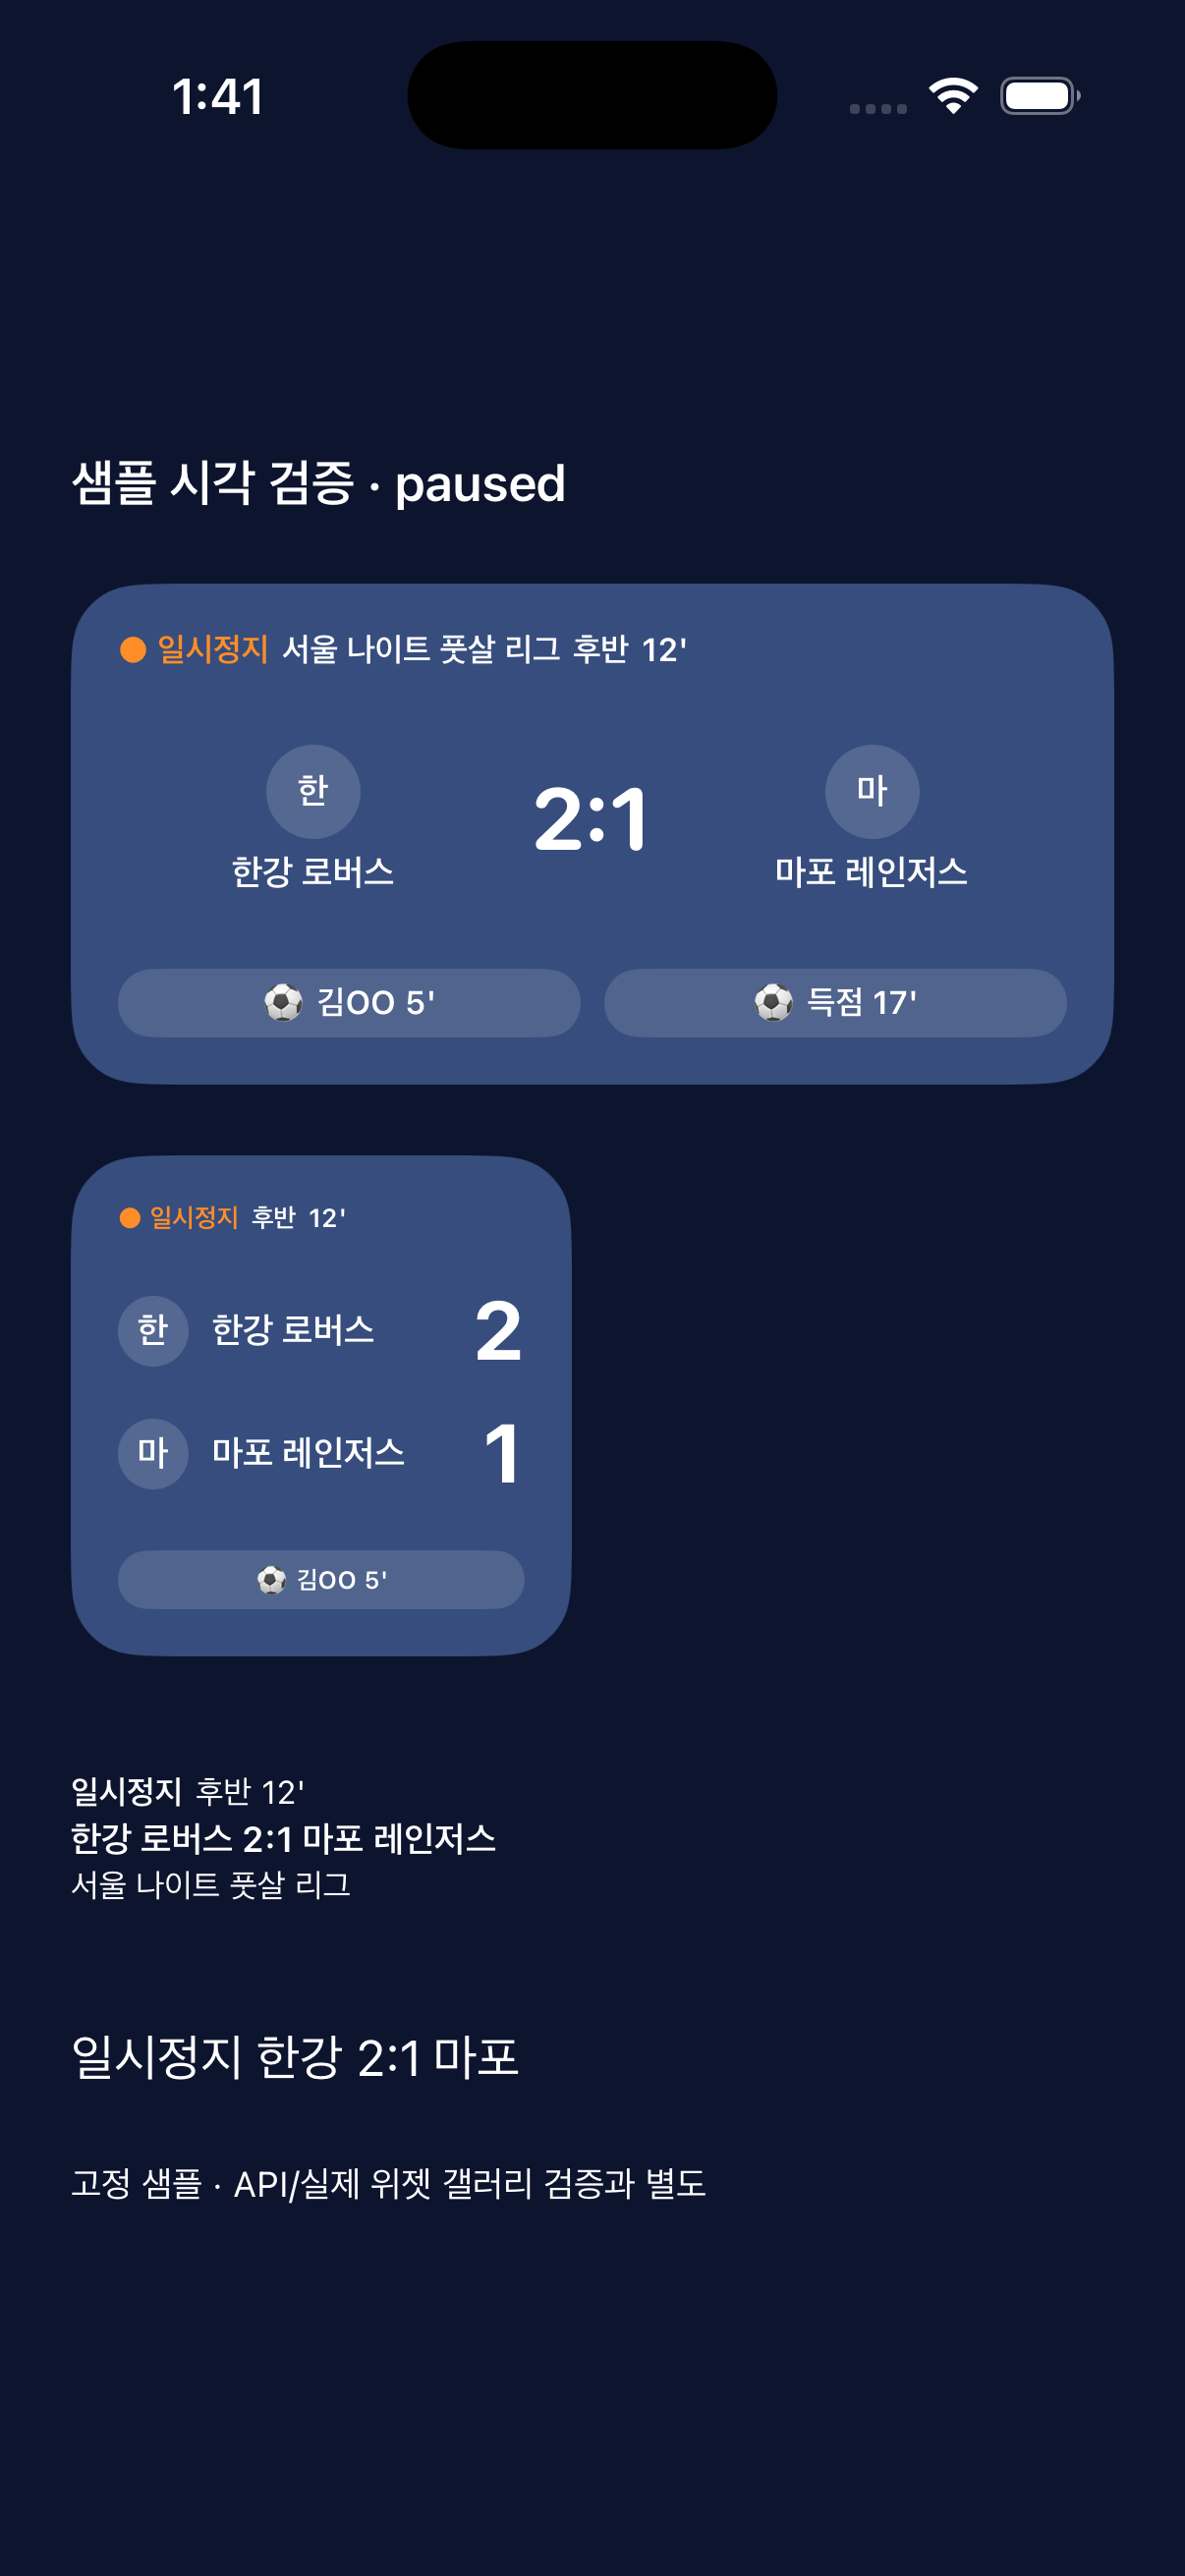 1:41
샘플 시각 검증 · paused
일시정지 서울 나이트 풋살 리그 후반 12'
한 2:1 마
한강 로버스 마포 레인저스
⚽ 김OO 5' ⚽ 득점 17'
일시정지 후반 12'
한 한강 로버스 2
마 마포 레인저스 1
⚽ 김OO 5'
일시정지 후반 12'
한강 로버스 2:1 마포 레인저스
서울 나이트 풋살 리그
일시정지 한강 2:1 마포
고정 샘플 · API/실제 위젯 갤러리 검증과 별도